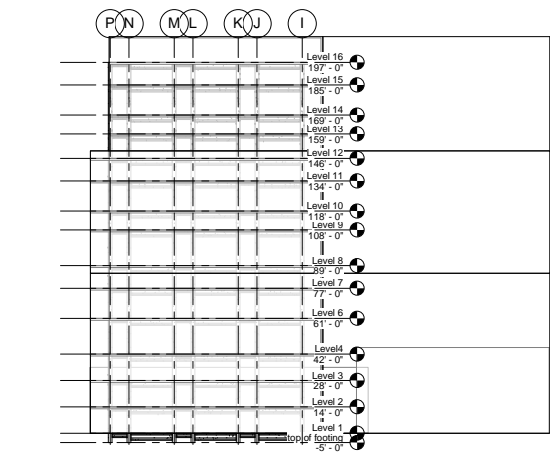 P N M L K J I
Level 16
197' - 0"
Level 15
185' - 0"
Level 14
169' - 0"
Level 13
159' - 0"
Level 12
146' - 0"
Level 11
134' - 0"
Level 10
118' - 0"
Level 9
108' - 0"
Level 8
89' - 0"
Level 7
77' - 0"
Level 6
61' - 0"
Level4
42' - 0"
Level 3
28' - 0"
Level 2
14' - 0"
Level 1
top of footing
-5' - 0"